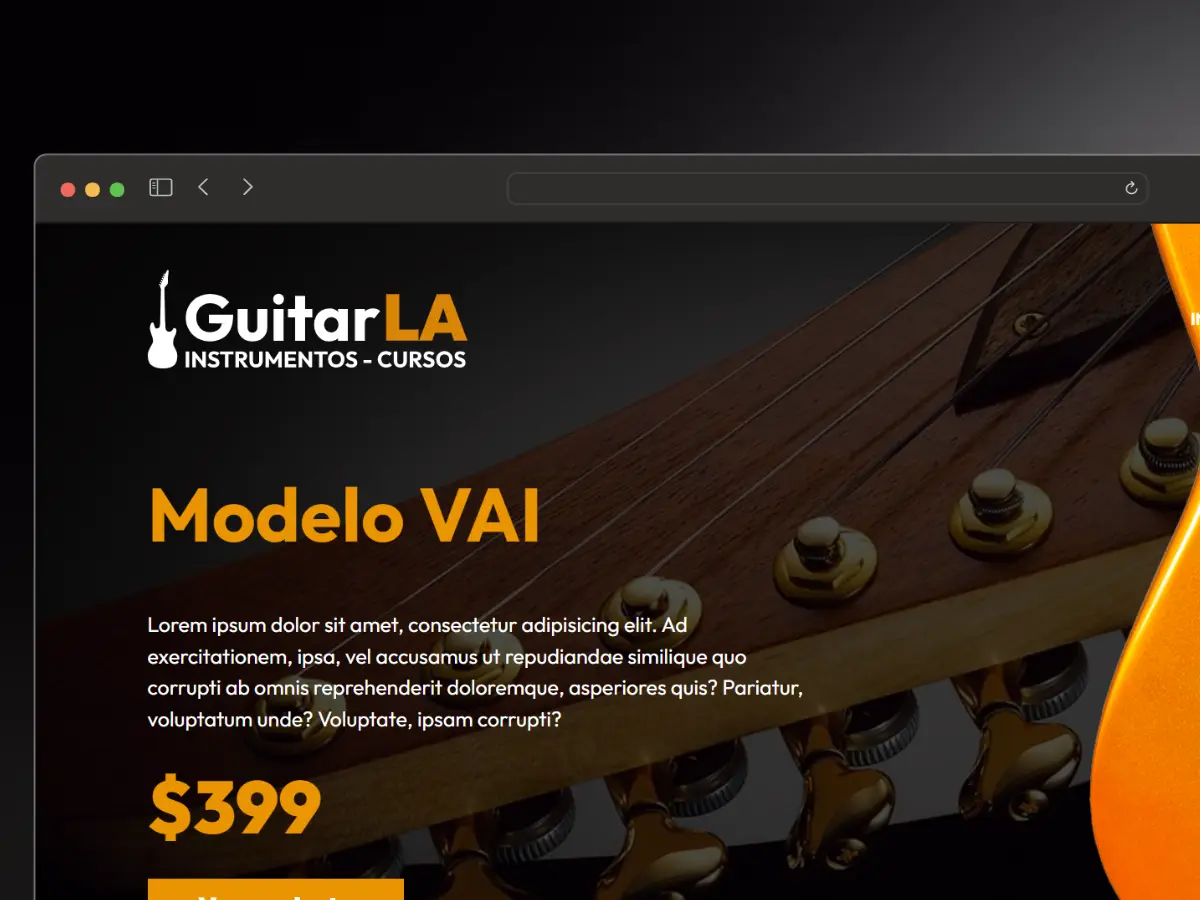 GuitarLA
INSTRUMENTOS - CURSOS
Modelo VAI
Lorem ipsum dolor sit amet, consectetur adipisicing elit. Ad
exercitationem, ipsa, vel accusamus ut repudiandae similique quo
corrupti ab omnis reprehenderit doloremque, asperiores quis? Pariatur,
voluptatum unde? Voluptate, ipsam corrupti?
$399